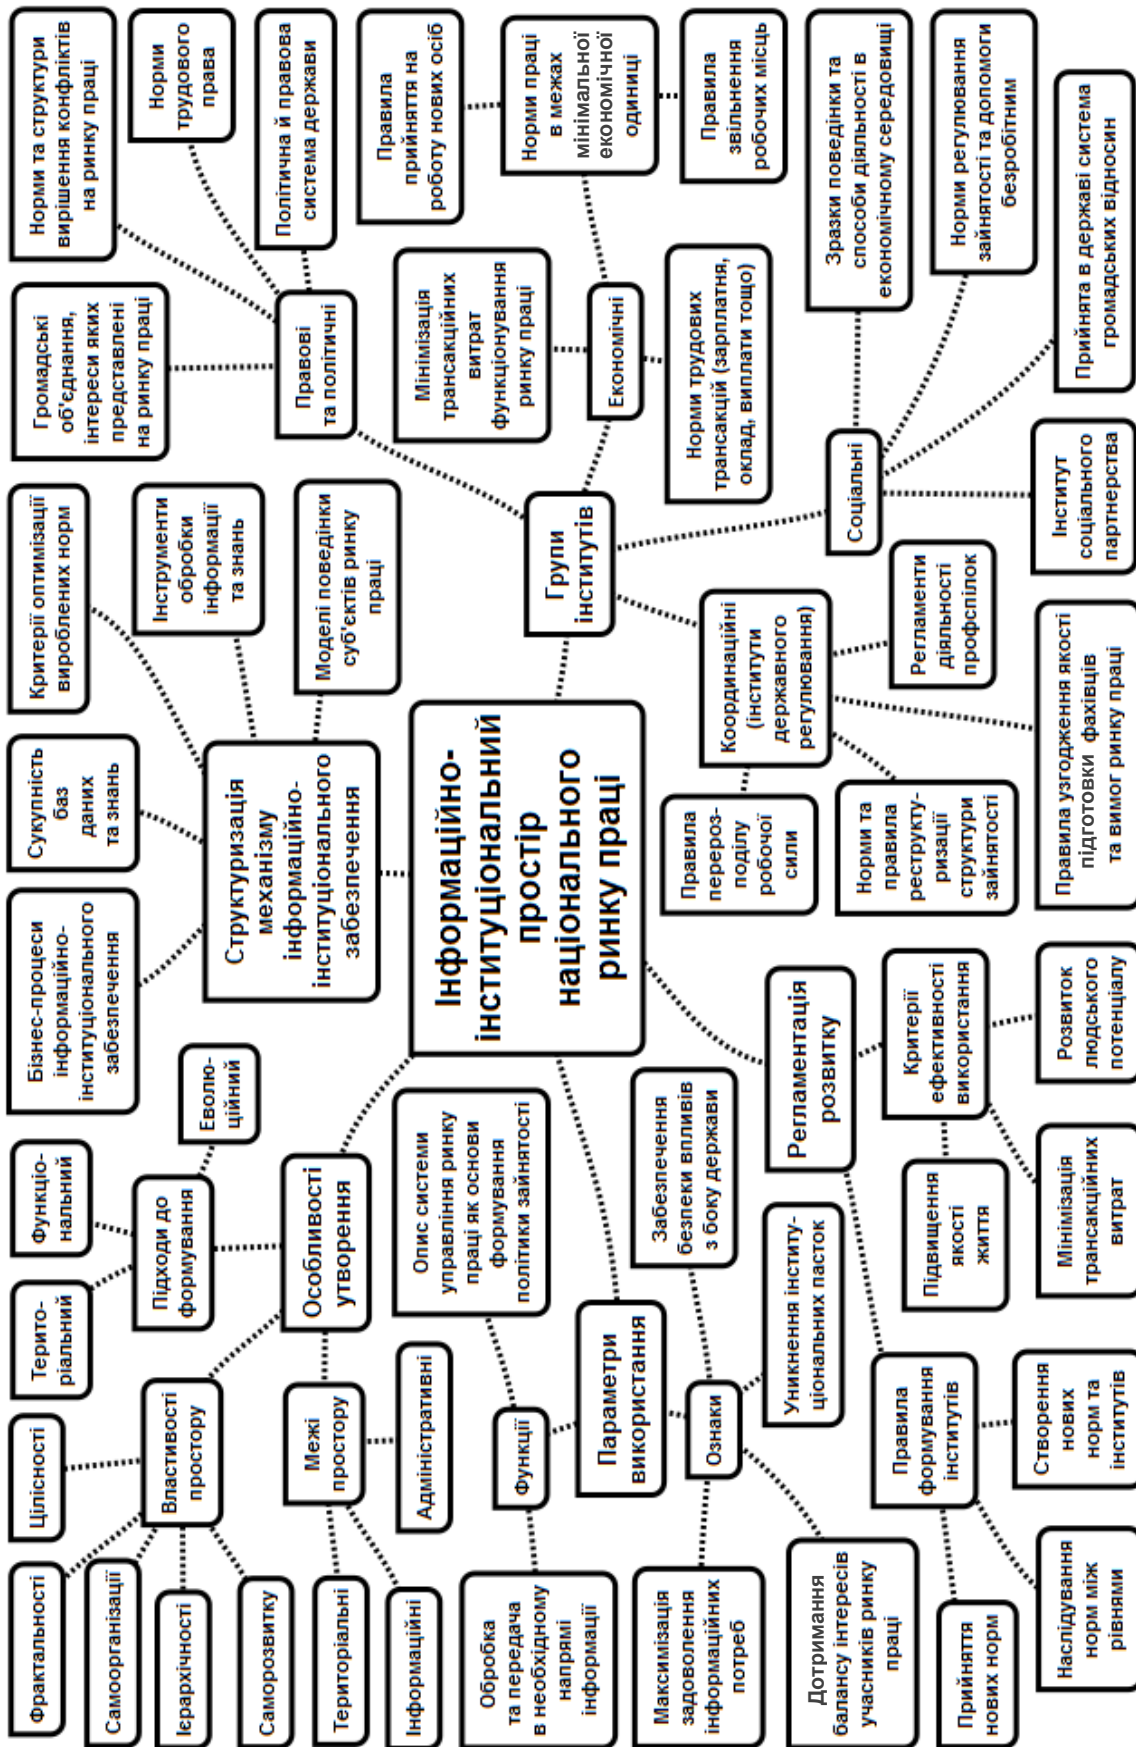 Фрактальності
Самоорганізації
Ієрархічності
Саморозвитку
Територіальні
Інформаційні
Обробка
та передача
в необхідному
напрямі
інформації
Максимізація
задоволення
інформаційних
потреб
Дотримання
балансу інтересів
учасників ринку
праці
Прийняття
нових норм
Наслідування
норм між
рівнями
Цілісності
Властивості
простору
Межі
простору
Адміністративні
Функції
Параметри
використання
Ознаки
Уникнення інститу-
ціональних пасток
Правила
формування
інститутів
Створення
нових
норм та
інститутів
Терито-
ріальний
Функціо-
нальний
Підходи до
формування
Еволю-
ційний
Особливості
утворення
Опис системи
управління ринку
праці як основи
формування
політики зайнятості
Забезпечення
безпеки впливів
з боку держави
Регламентація
розвитку
Критерії
ефективності
використання
Підвищення
якості
життя
Мінімізація
трансакційних
витрат
Розвиток
людського
потенціалу
Бізнес-процеси
інформаційно-
інституціонального
забезпечення
Сукупність
баз
даних
та знань
Критерії оптимізації
вироблених норм
Інструменти
обробки
інформації
та знань
Моделі поведінки
суб'єктів ринку
праці
Структуризація
механізму
інформаційно-
інституціонального
забезпечення
Інформаційно-
інституціональний
простір
національного
ринку праці
Групи
інститутів
Правила
перероз-
поділу
робочої
сили
Координаційні
(інститути
державного
регулювання)
Норми та
правила
реструкту-
ризації
структури
зайнятості
Регламенти
діяльності
профспілок
Правила узгодження якості
підготовки фахівців
та вимог ринку праці
Громадські
об'єднання,
інтереси яких
представлені
на ринку праці
Норми та структури
вирішення конфліктів
на ринку праці
Норми
трудового
права
Політична й правова
система держави
Правові
та політичні
Правила
прийняття на
роботу нових осіб
Мінімізація
трансакційних
витрат
функціонування
ринку праці
Норми праці
в межах
мінімальної
економічної
одиниці
Економічні
Правила
звільнення
робочих місць
Норми трудових
трансакцій (зарплатня,
оклад, виплати тощо)
Соціальні
Зразки поведінки та
способи діяльності в
економічному середовищі
Норми регулювання
зайнятості та допомоги
безробітним
Прийнята в державі система
громадських відносин
Інститут
соціального
партнерства